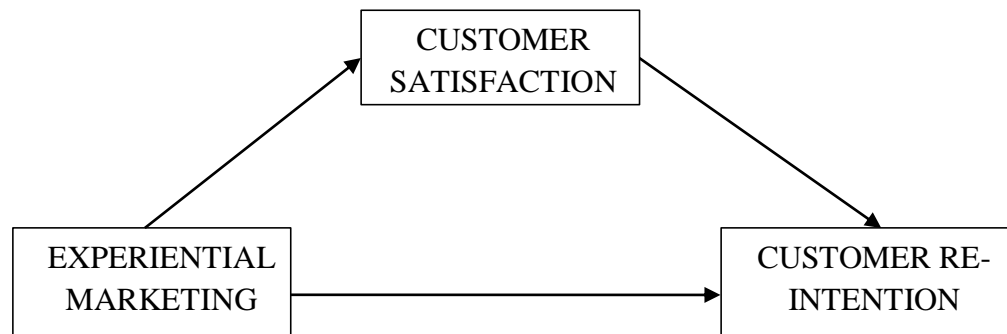 CUSTOMER
SATISFACTION
EXPERIENTIAL
MARKETING
CUSTOMER RE-
INTENTION